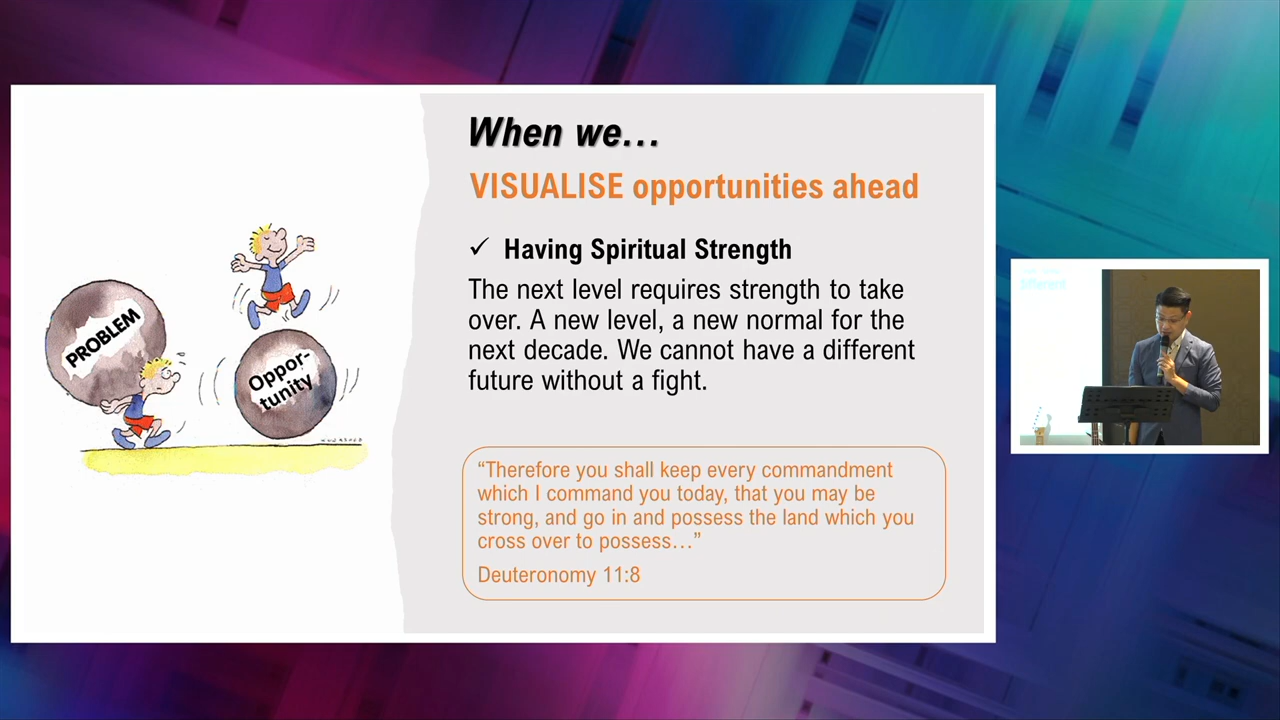 When we...
VISUALISE opportunities ahead
✓ Having Spiritual Strength
The next level requires strength to take
over. A new level, a new normal for the
next decade. We cannot have a different
future without a fight.
“Therefore you shall keep every commandment
which I command you today, that you may be
strong, and go in and possess the land which you
cross over to possess…”
Deuteronomy 11:8
PROBLEM
Oppor-
tunity
Different